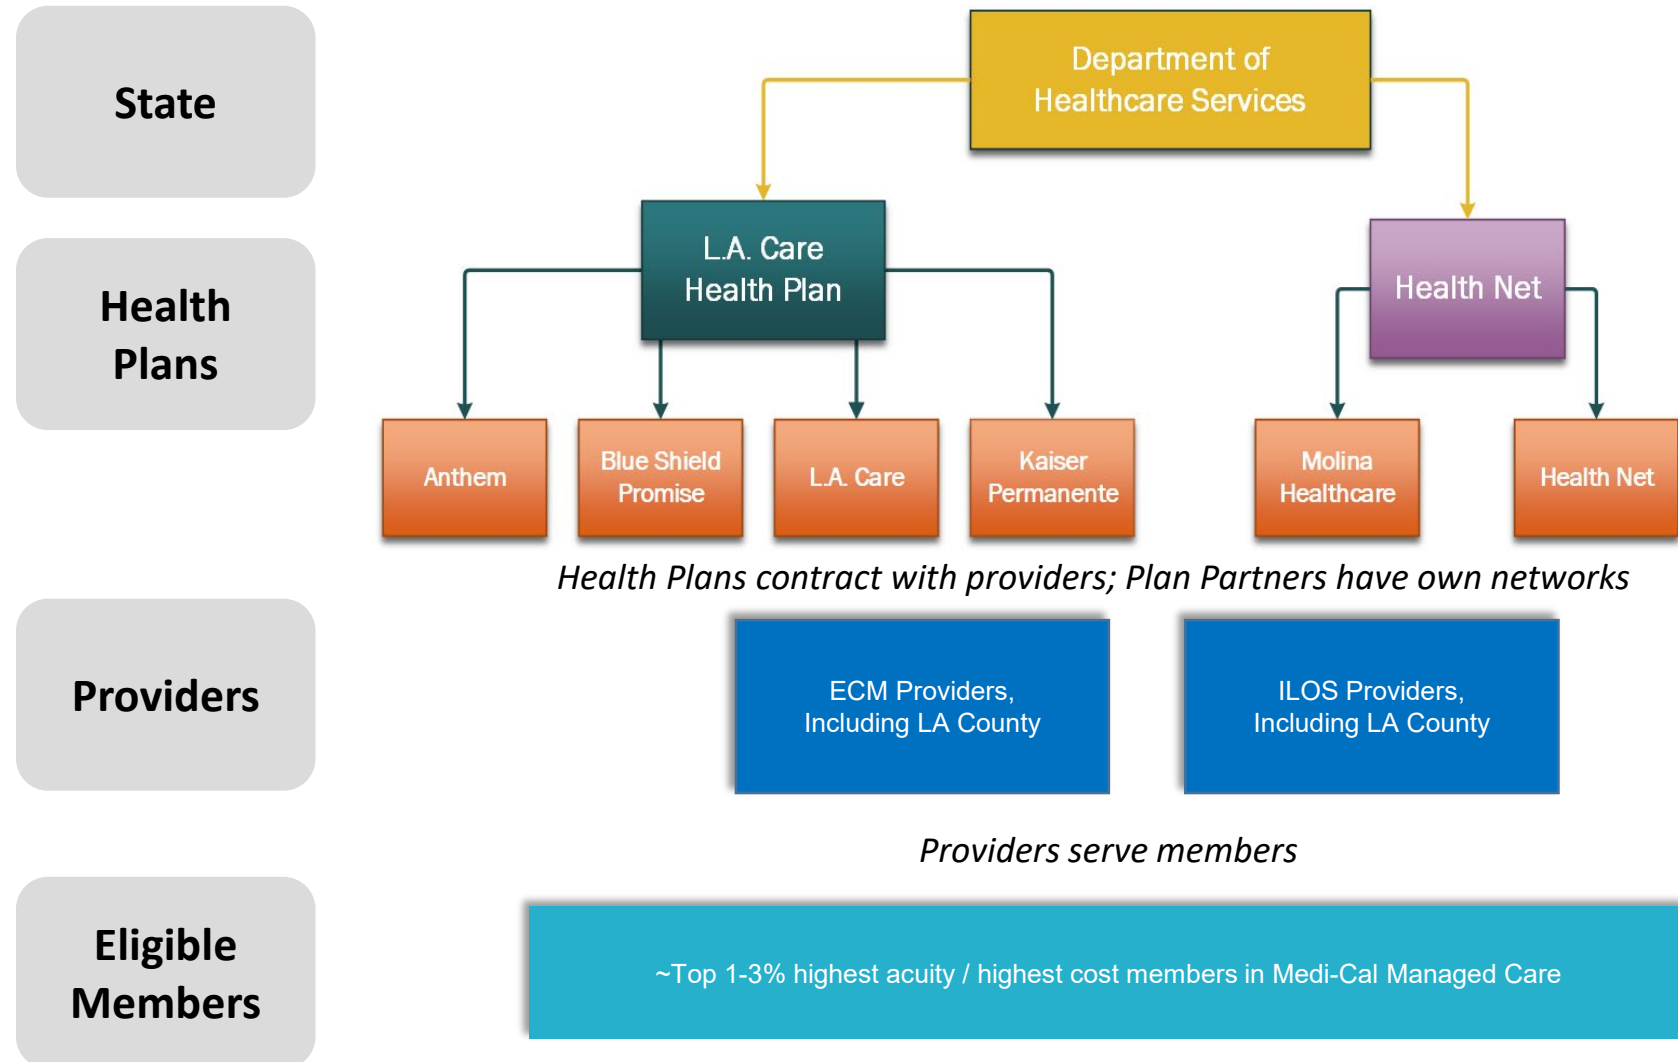 State
Department of
Healthcare Services
Health
Plans
L.A. Care
Health Plan
Health Net
Anthem
Blue Shield
Promise
L.A. Care
Kaiser
Permanente
Molina
Healthcare
Health Net
Health Plans contract with providers; Plan Partners have own networks
Providers
ECM Providers,
Including LA County
ILOS Providers,
Including LA County
Providers serve members
Eligible
Members
~Top 1-3% highest acuity / highest cost members in Medi-Cal Managed Care